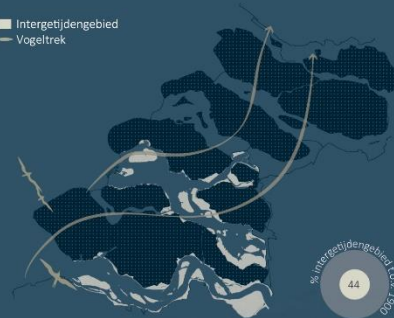 Intergetijdengebied
Vogeltrek
% intergetijdengebied t.o.v. 1900
44